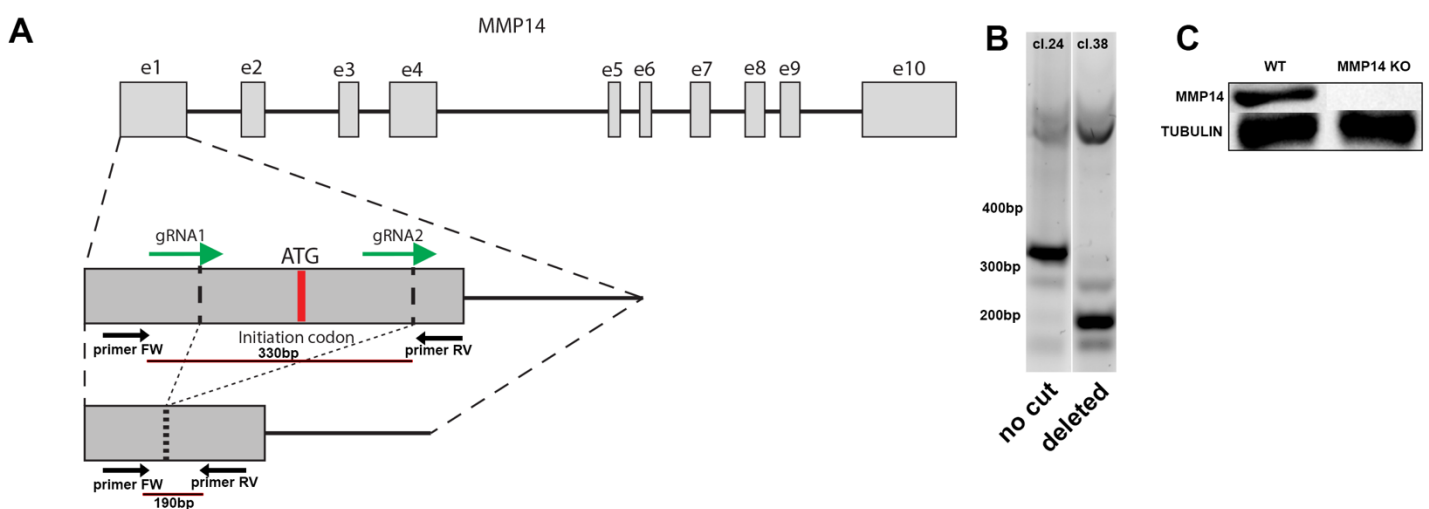 A
MMP14
e1 e2 e3 e4 e5 e6 e7 e8 e9 e10
gRNA1 ATG gRNA2
Initiation codon
primer FW 330bp primer RV
primer FW primer RV
190bp
B
cl.24 cl.38
400bp
300bp
200bp
no cut deleted
C
WT MMP14 KO
MMP14
TUBULIN